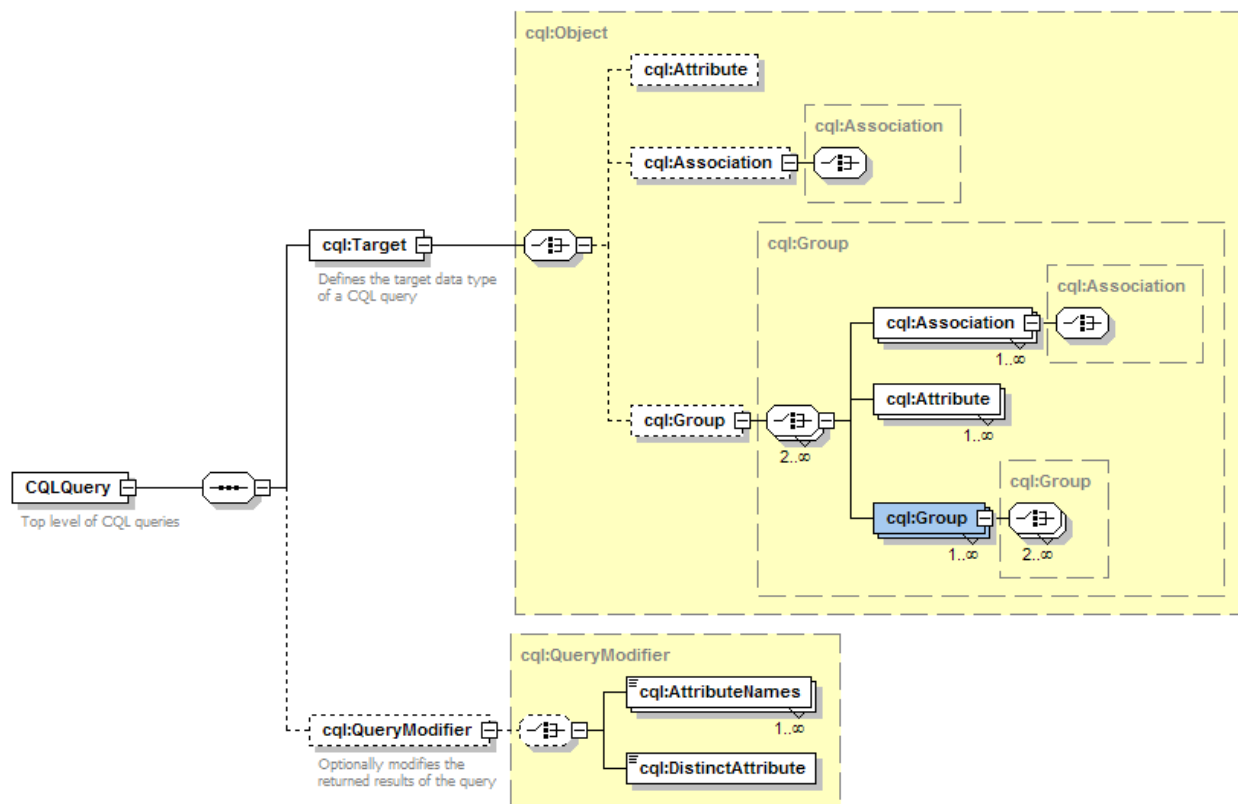 cql:Object
cql:Attribute
cql:Association
cql:Association
cql:Target
Defines the target data type
of a CQL query
cql:Group
cql:Association
cql:Association
1..∞
cql:Attribute
1..∞
cql:Group
2..∞
cql:Group
cql:Group
1..∞
2..∞
CQLQuery
Top level of CQL queries
cql:QueryModifier
cql:AttributeNames
1..∞
cql:QueryModifier
Optionally modifies the
returned results of the query
cql:DistinctAttribute